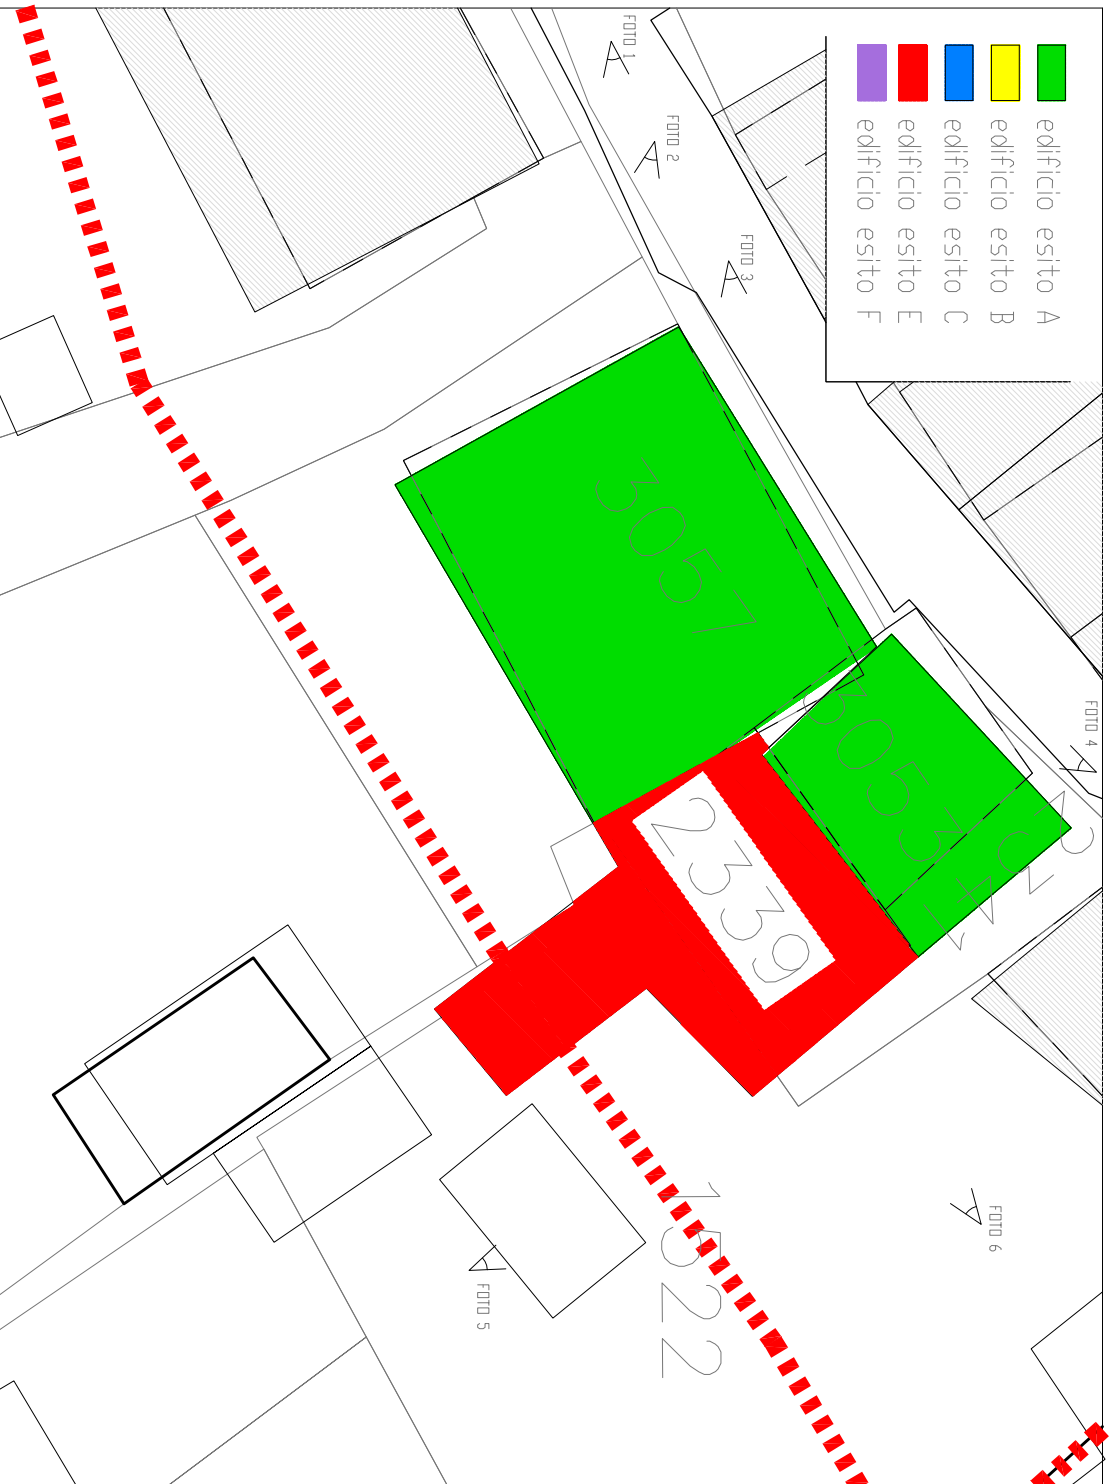 edificio esito A
edificio esito B
edificio esito C
edificio esito E
edificio esito F
FOTO 1
FOTO 2
FOTO 3
FOTO 4
3057
3053
2339
FOTO 6
FOTO 5
1522